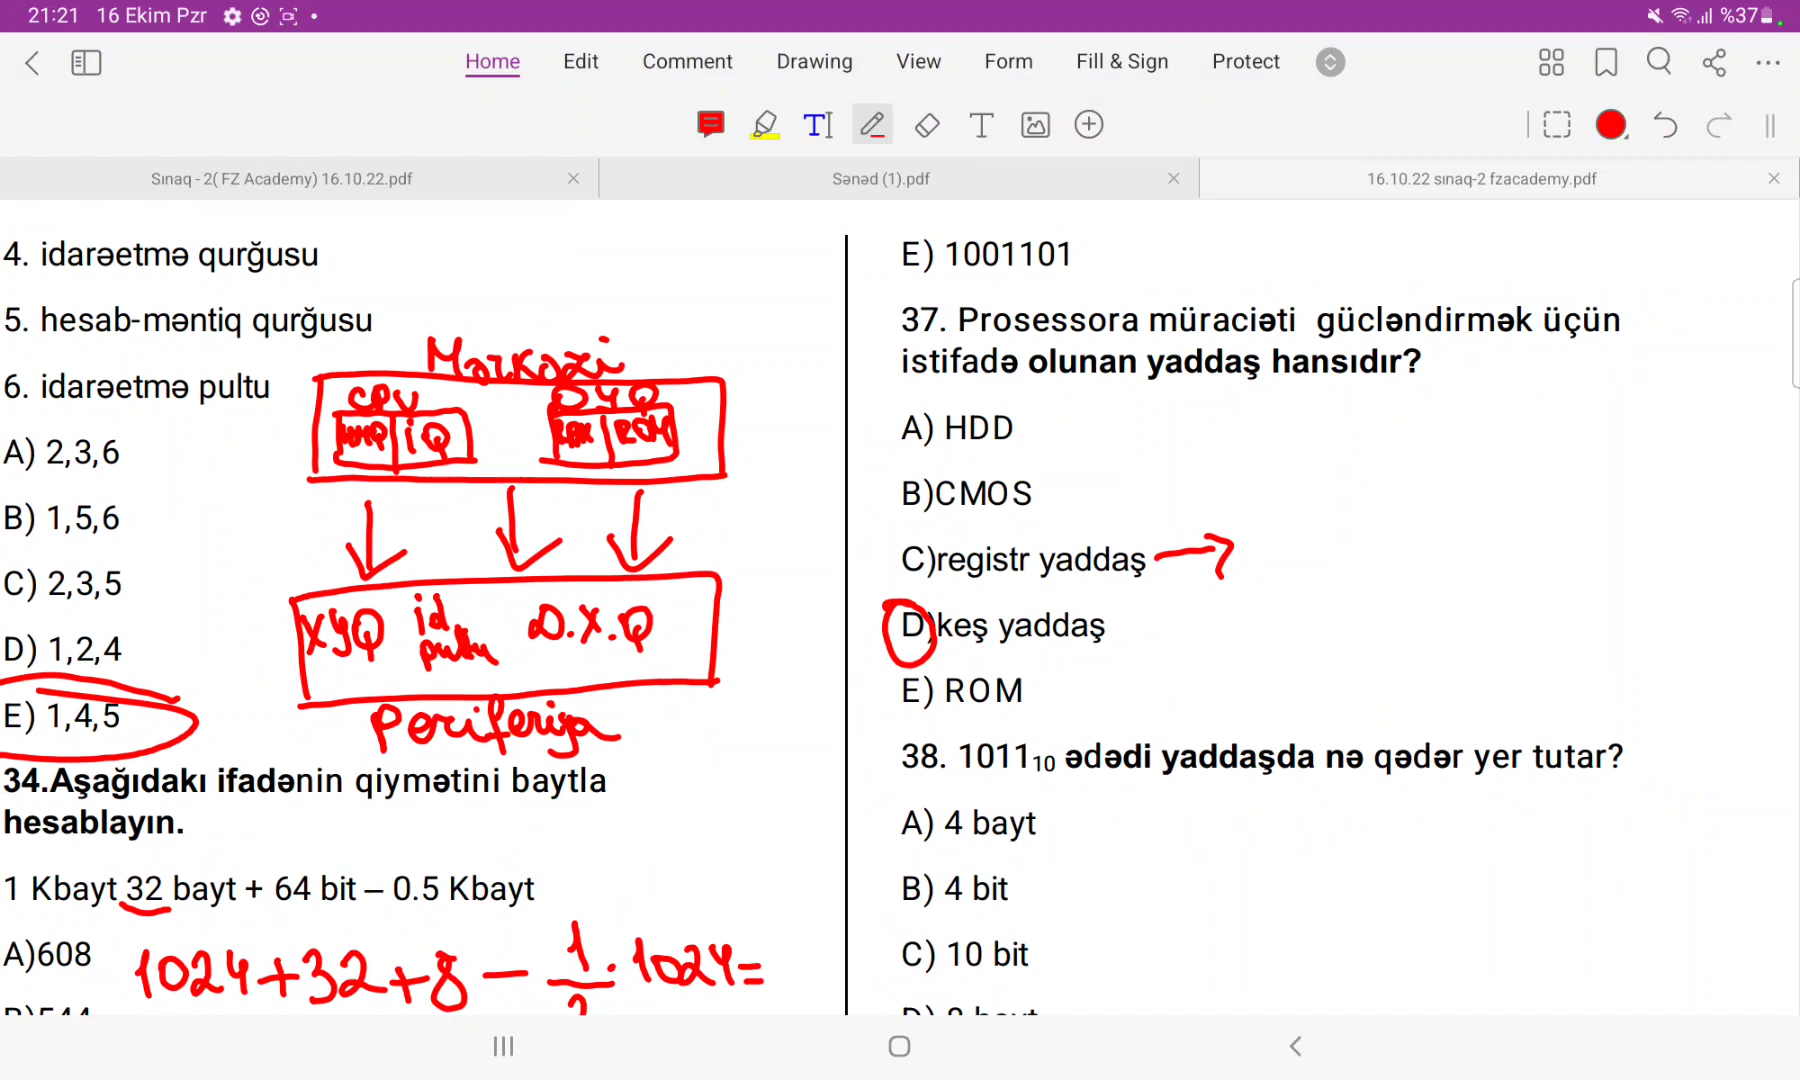 21:21 16 Ekim Pzr
%37
Home Edit Comment Drawing View Form Fill & Sign Protect
Sınaq - 2( FZ Academy) 16.10.22.pdf
Sənəd (1).pdf
16.10.22 sınaq-2 fzacademy.pdf
4. idarəetmə qurğusu
5. hesab-məntiq qurğusu
6. idarəetmə pultu
A) 2,3,6
B) 1,5,6
C) 2,3,5
D) 1,2,4
E) 1,4,5
Mərkəzi
CPU DYQ
HMQ İQ ROM
XYQ id pultu D.X.Q
Periferiya
34.Aşağıdakı ifadənin qiymətini baytla
hesablayın.
1 Kbayt 32 bayt + 64 bit – 0.5 Kbayt
A)608
1024+32+8 - 1/2 · 1024=
B)544
E) 1001101
37. Prosessora müraciəti gücləndirmək üçün
istifadə olunan yaddaş hansıdır?
A) HDD
B)CMOS
C)registr yaddaş
D)keş yaddaş
E) ROM
38. 1011₁₀ ədədi yaddaşda nə qədər yer tutar?
A) 4 bayt
B) 4 bit
C) 10 bit
D) 8 bayt